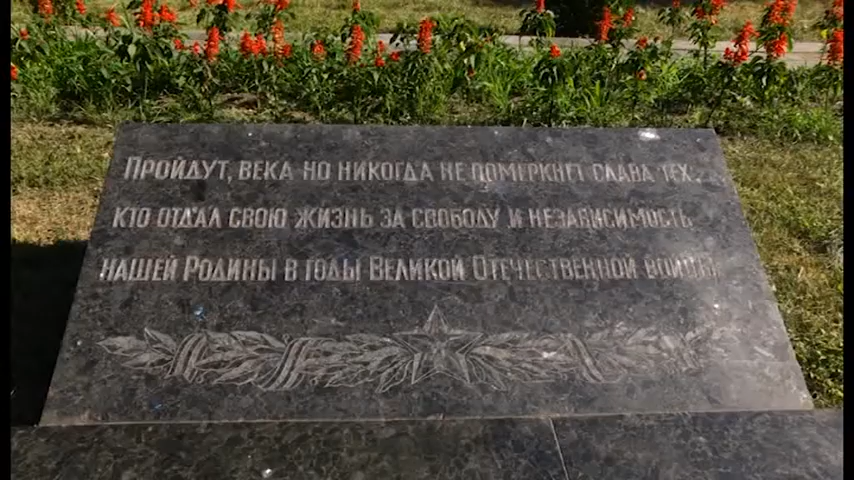 Пройдут, века но никогда не померкнет слава тех,
кто отдал свою жизнь за свободу и независимость
нашей Родины в годы Великой Отечественной войны